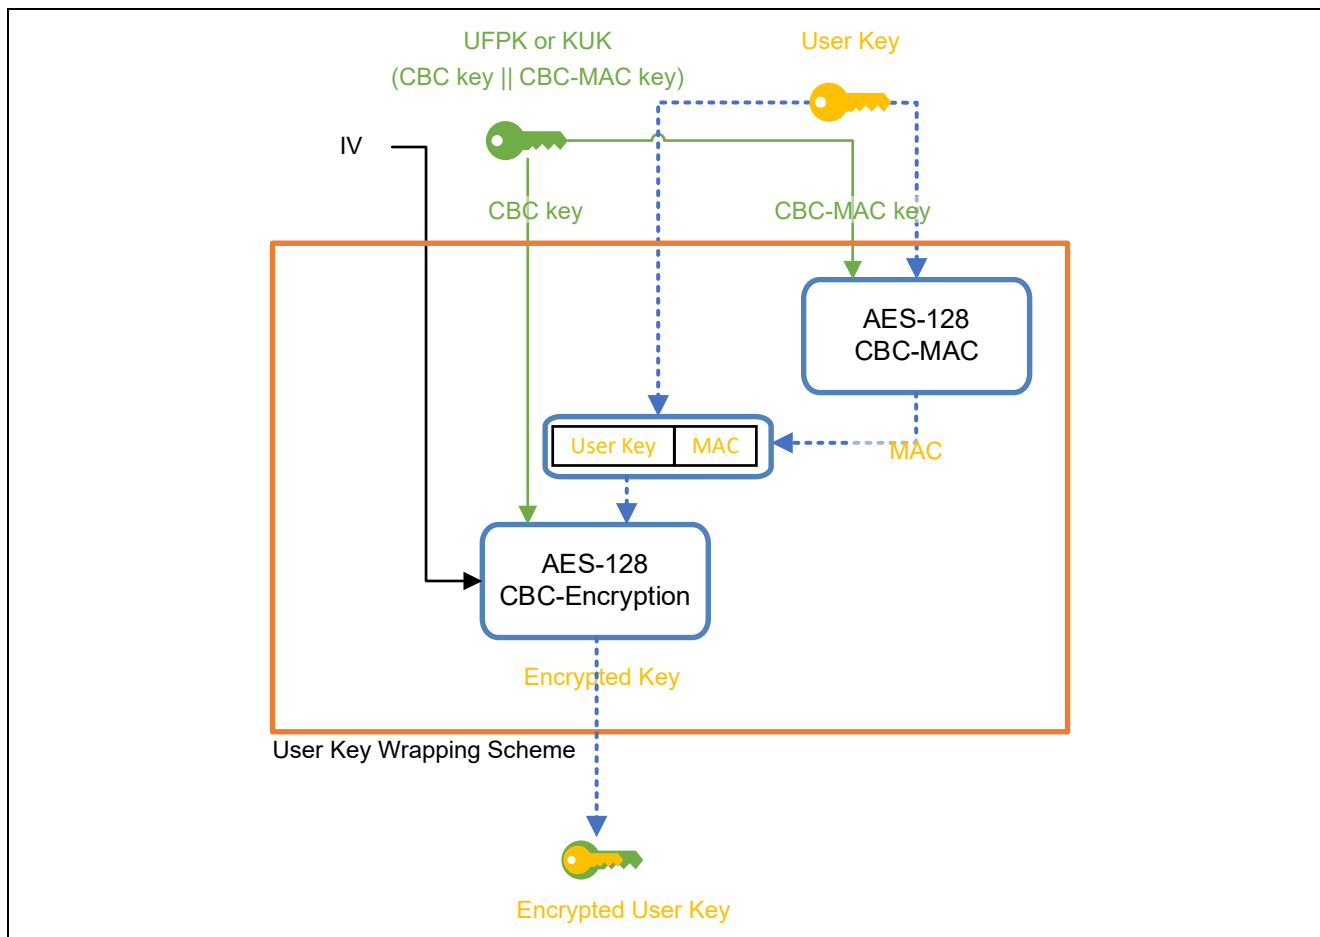 UFPK or KUK
(CBC key || CBC-MAC key)
User Key
IV
CBC key
CBC-MAC key
AES-128
CBC-MAC
User Key
MAC
MAC
AES-128
CBC-Encryption
Encrypted Key
User Key Wrapping Scheme
Encrypted User Key